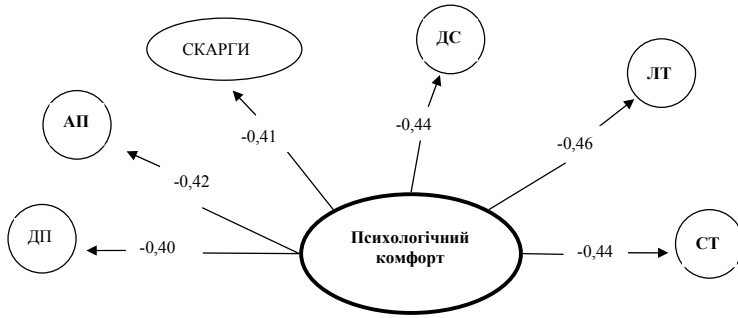 ДС
СКАРГИ
ЛТ
АП
-0,44
-0,41
-0,46
-0,42
ДП
-0,40
Психологічний
комфорт
-0,44
СТ